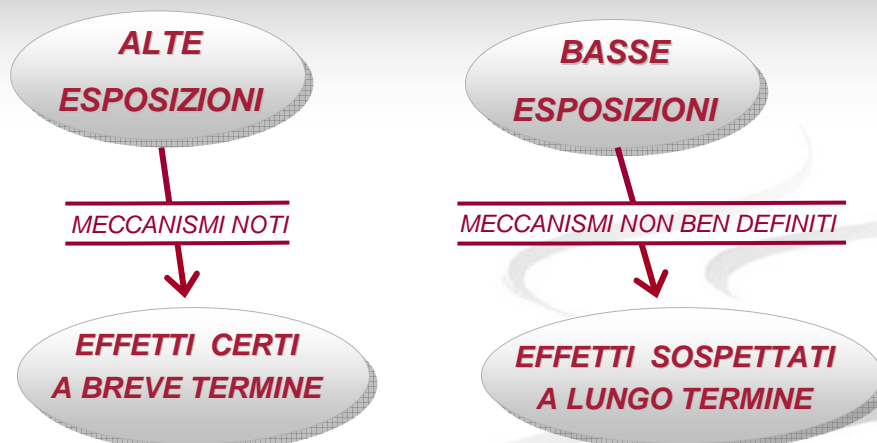 ALTE
ESPOSIZIONI
MECCANISMI NOTI
EFFETTI CERTI
A BREVE TERMINE
BASSE
ESPOSIZIONI
MECCANISMI NON BEN DEFINITI
EFFETTI SOSPETTATI
A LUNGO TERMINE